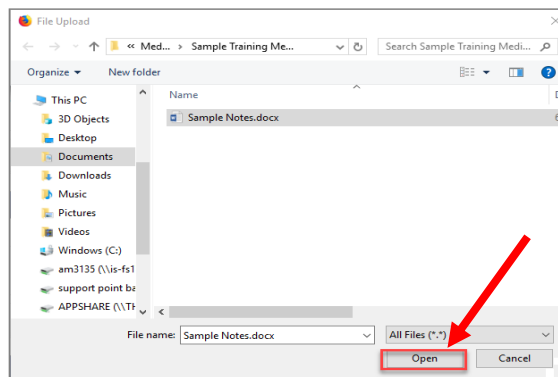 File Upload
« Med... > Sample Training Me...
Search Sample Training Medi...
Organize
New folder
Name
This PC
3D Objects
Desktop
Documents
Downloads
Music
Pictures
Videos
Windows (C:)
am3135 (\\is-fs1
support point ba
APPSHARE (\\TH
Sample Notes.docx
File name: Sample Notes.docx
All Files (*.*)
Open
Cancel